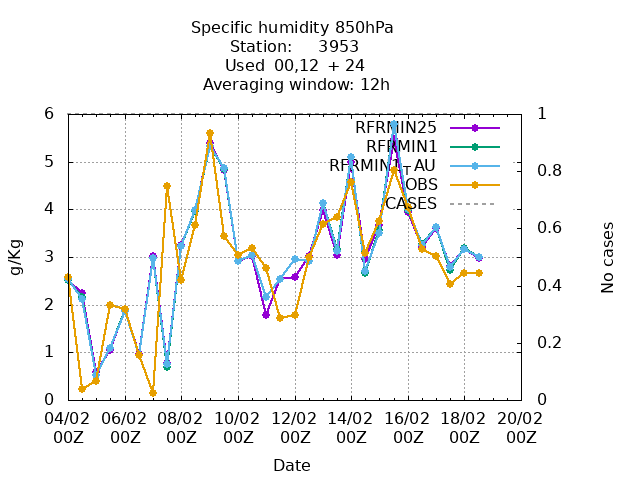 Specific humidity 850hPa
Station: 3953
Used 00,12 + 24
Averaging window: 12h
g/Kg
6
5
4
3
2
1
0
1
0.8
0.6
0.4
0.2
0
No cases
RFRMIN25
RFRMIN1
RFRMIN1_TAU
OBS
CASES
04/02 06/02 08/02 10/02 12/02 14/02 16/02 18/02 20/02
00Z 00Z 00Z 00Z 00Z 00Z 00Z 00Z 00Z
Date